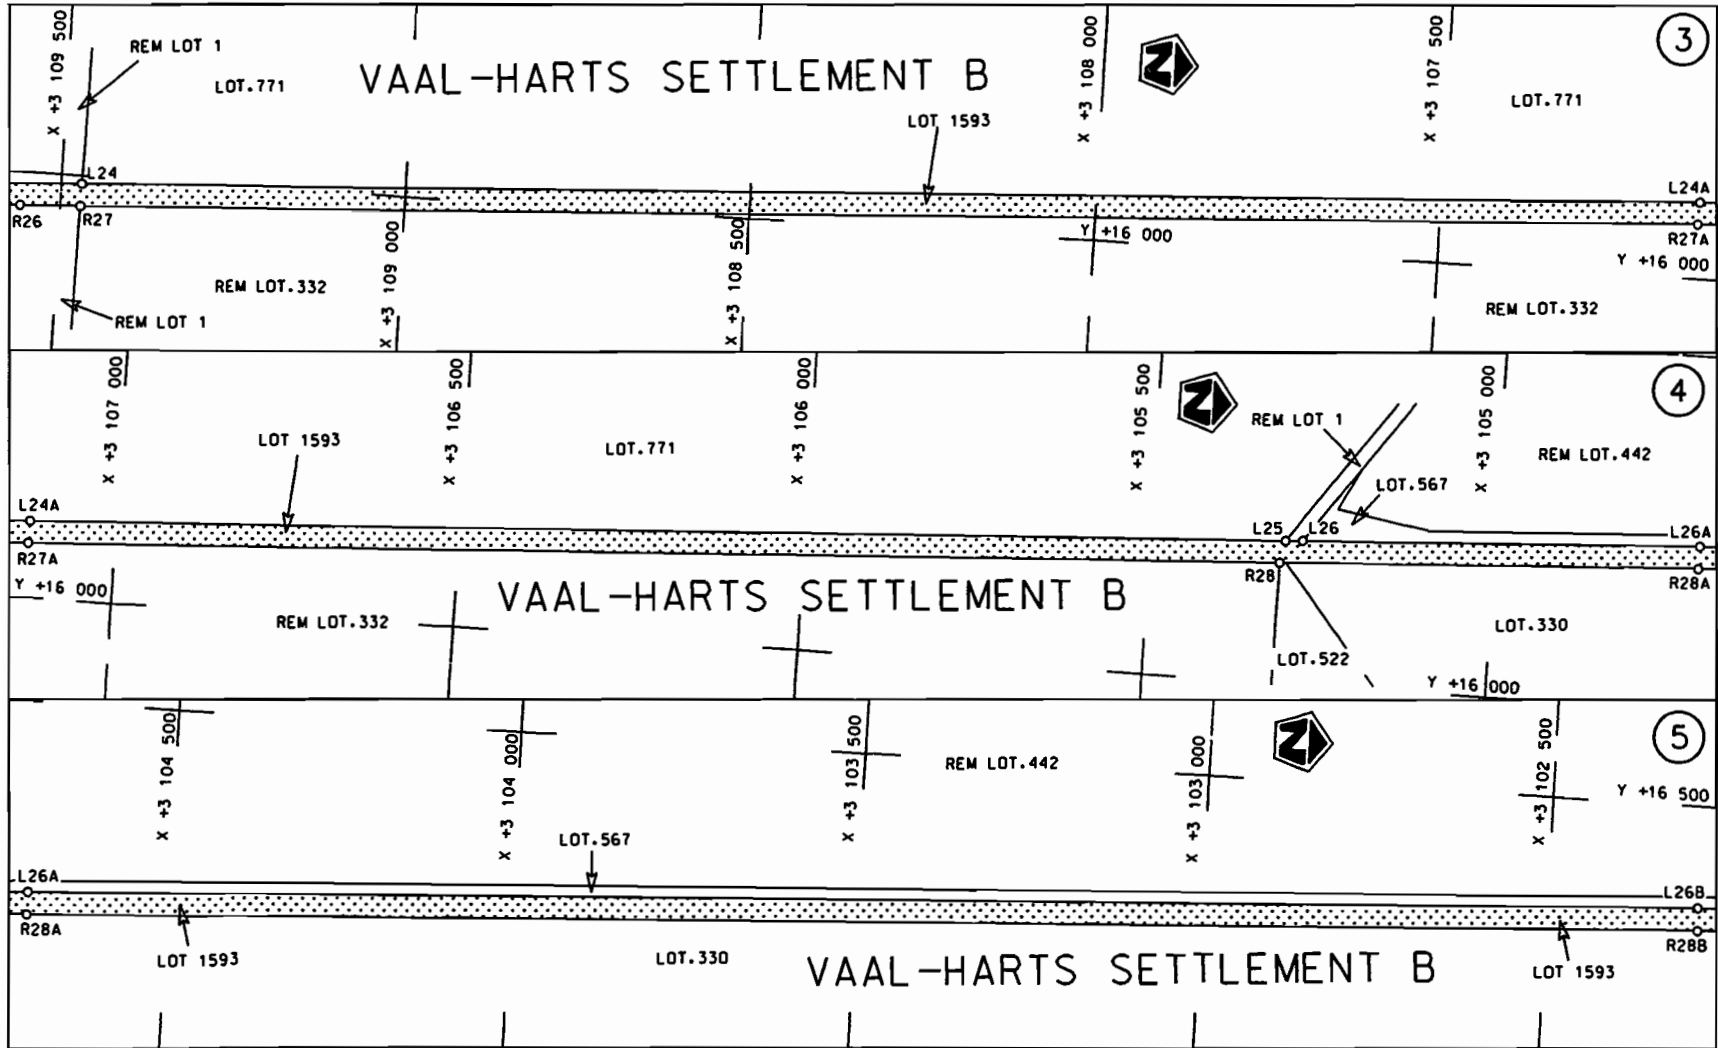 X +3 109 500
REM LOT 1
LOT.771
VAAL-HARTS SETTLEMENT B
LOT 1593
X +3 108 000
N
X +3 107 500
LOT.771
3
L24
L24A
R26
R27
R27A
X +3 109 000
X +3 108 500
Y +16 000
Y +16 000
REM LOT.332
REM LOT.332
REM LOT 1
X +3 107 000
X +3 106 500
X +3 106 000
X +3 105 500
N
X +3 105 000
4
LOT 1593
LOT.771
REM LOT 1
REM LOT.442
LOT.567
L24A
L25
L26
L26A
R27A
R28
R28A
Y +16 000
VAAL-HARTS SETTLEMENT B
REM LOT.332
LOT.330
LOT.522
Y +16 000
X +3 104 500
X +3 104 000
X +3 103 500
REM LOT.442
X +3 103 000
N
X +3 102 500
5
Y +16 500
LOT.567
L26A
L26B
R28A
R28B
LOT 1593
LOT.330
VAAL-HARTS SETTLEMENT B
LOT 1593